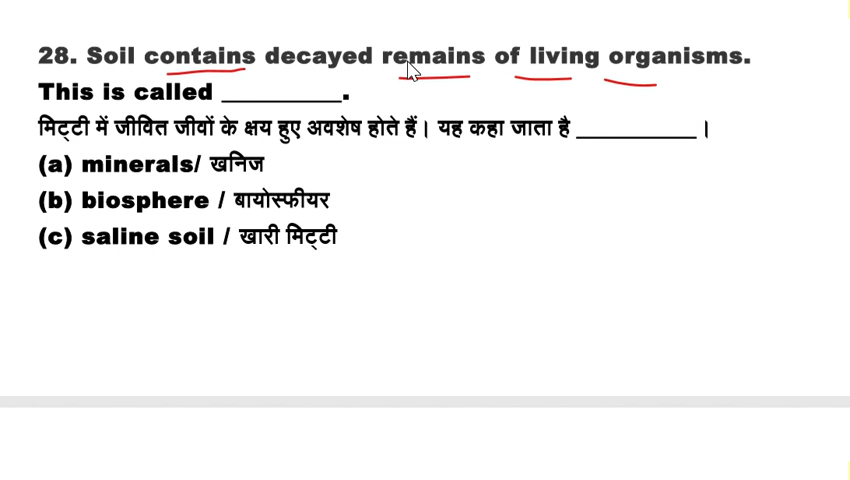 28. Soil contains decayed remains of living organisms.
This is called __________.
मिट्टी में जीवित जीवों के क्षय हुए अवशेष होते हैं। यह कहा जाता है __________ ।
(a) minerals/ खनिज
(b) biosphere / बायोस्फीयर
(c) saline soil / खारी मिट्टी